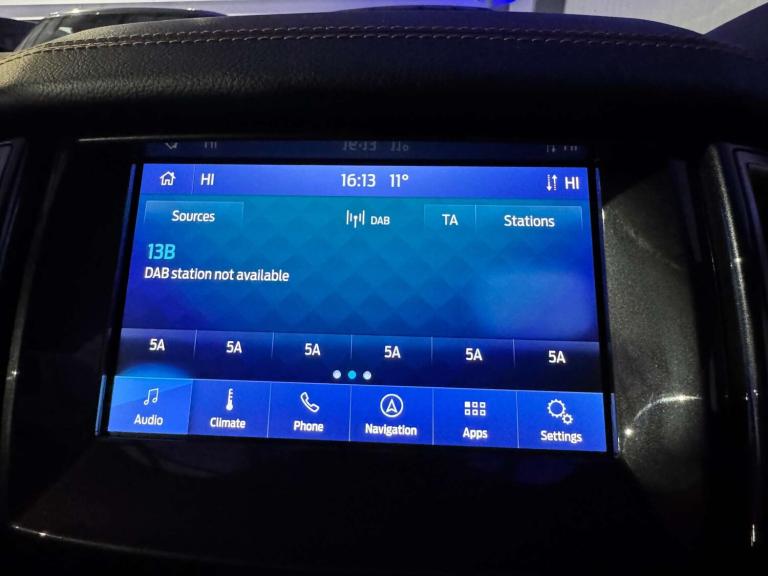 HI 16:13 11° HI
Sources DAB TA Stations
13B
DAB station not available
5A 5A 5A 5A 5A 5A
Audio Climate Phone Navigation Apps Settings